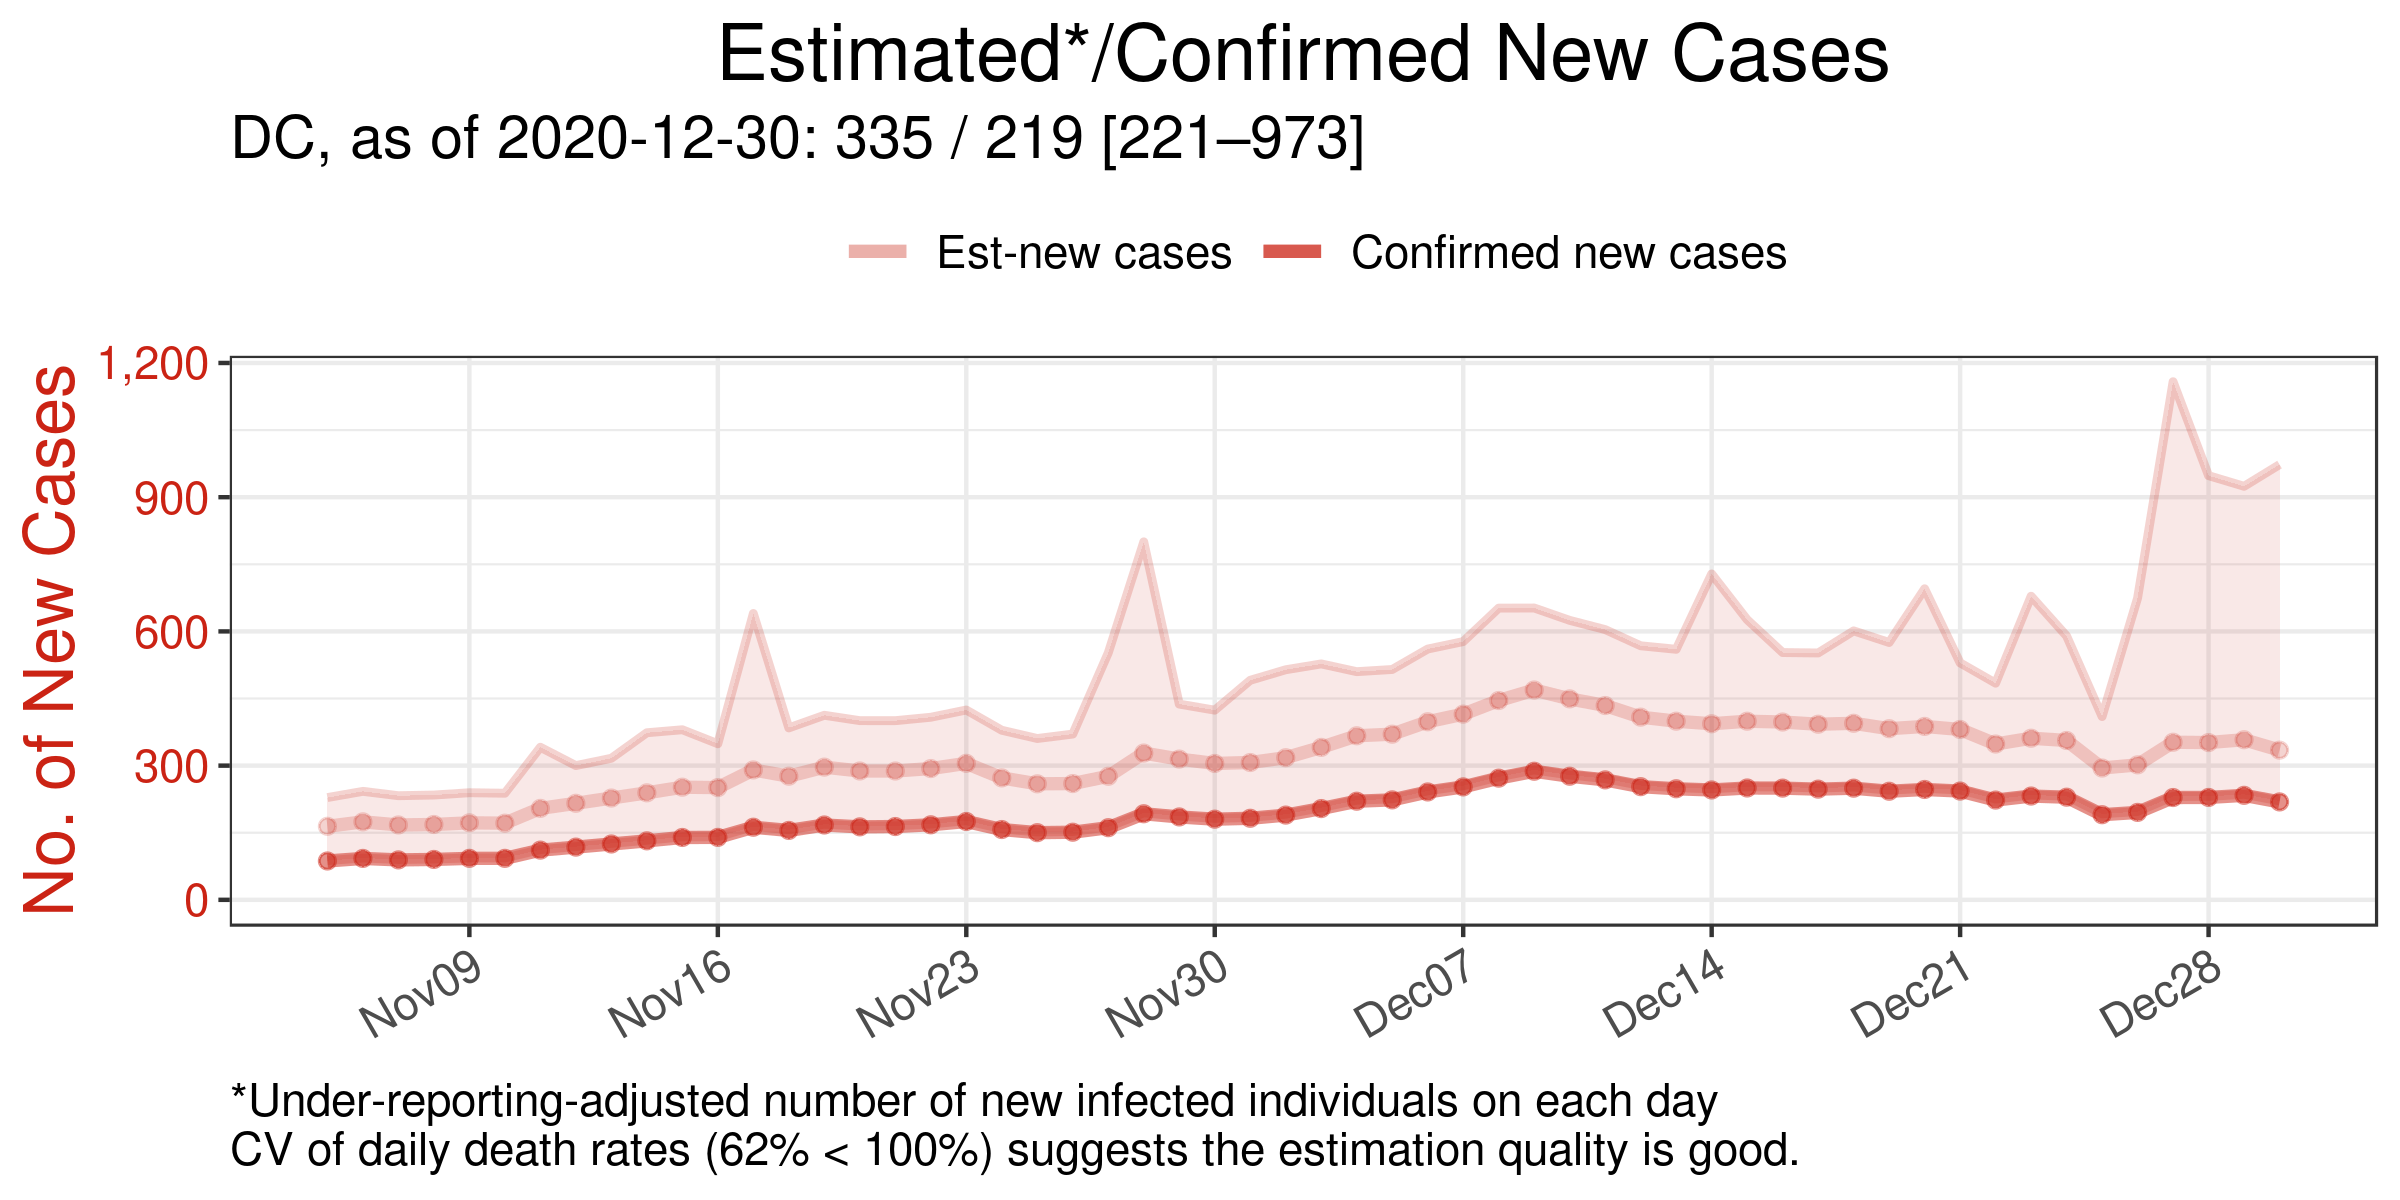 Estimated*/Confirmed New Cases
DC, as of 2020-12-30: 335 / 219 [221–973]
Est-new cases Confirmed new cases
No. of New Cases
1,200
900
600
300
0
Nov09 Nov16 Nov23 Nov30 Dec07 Dec14 Dec21 Dec28
*Under-reporting-adjusted number of new infected individuals on each day
CV of daily death rates (62% < 100%) suggests the estimation quality is good.